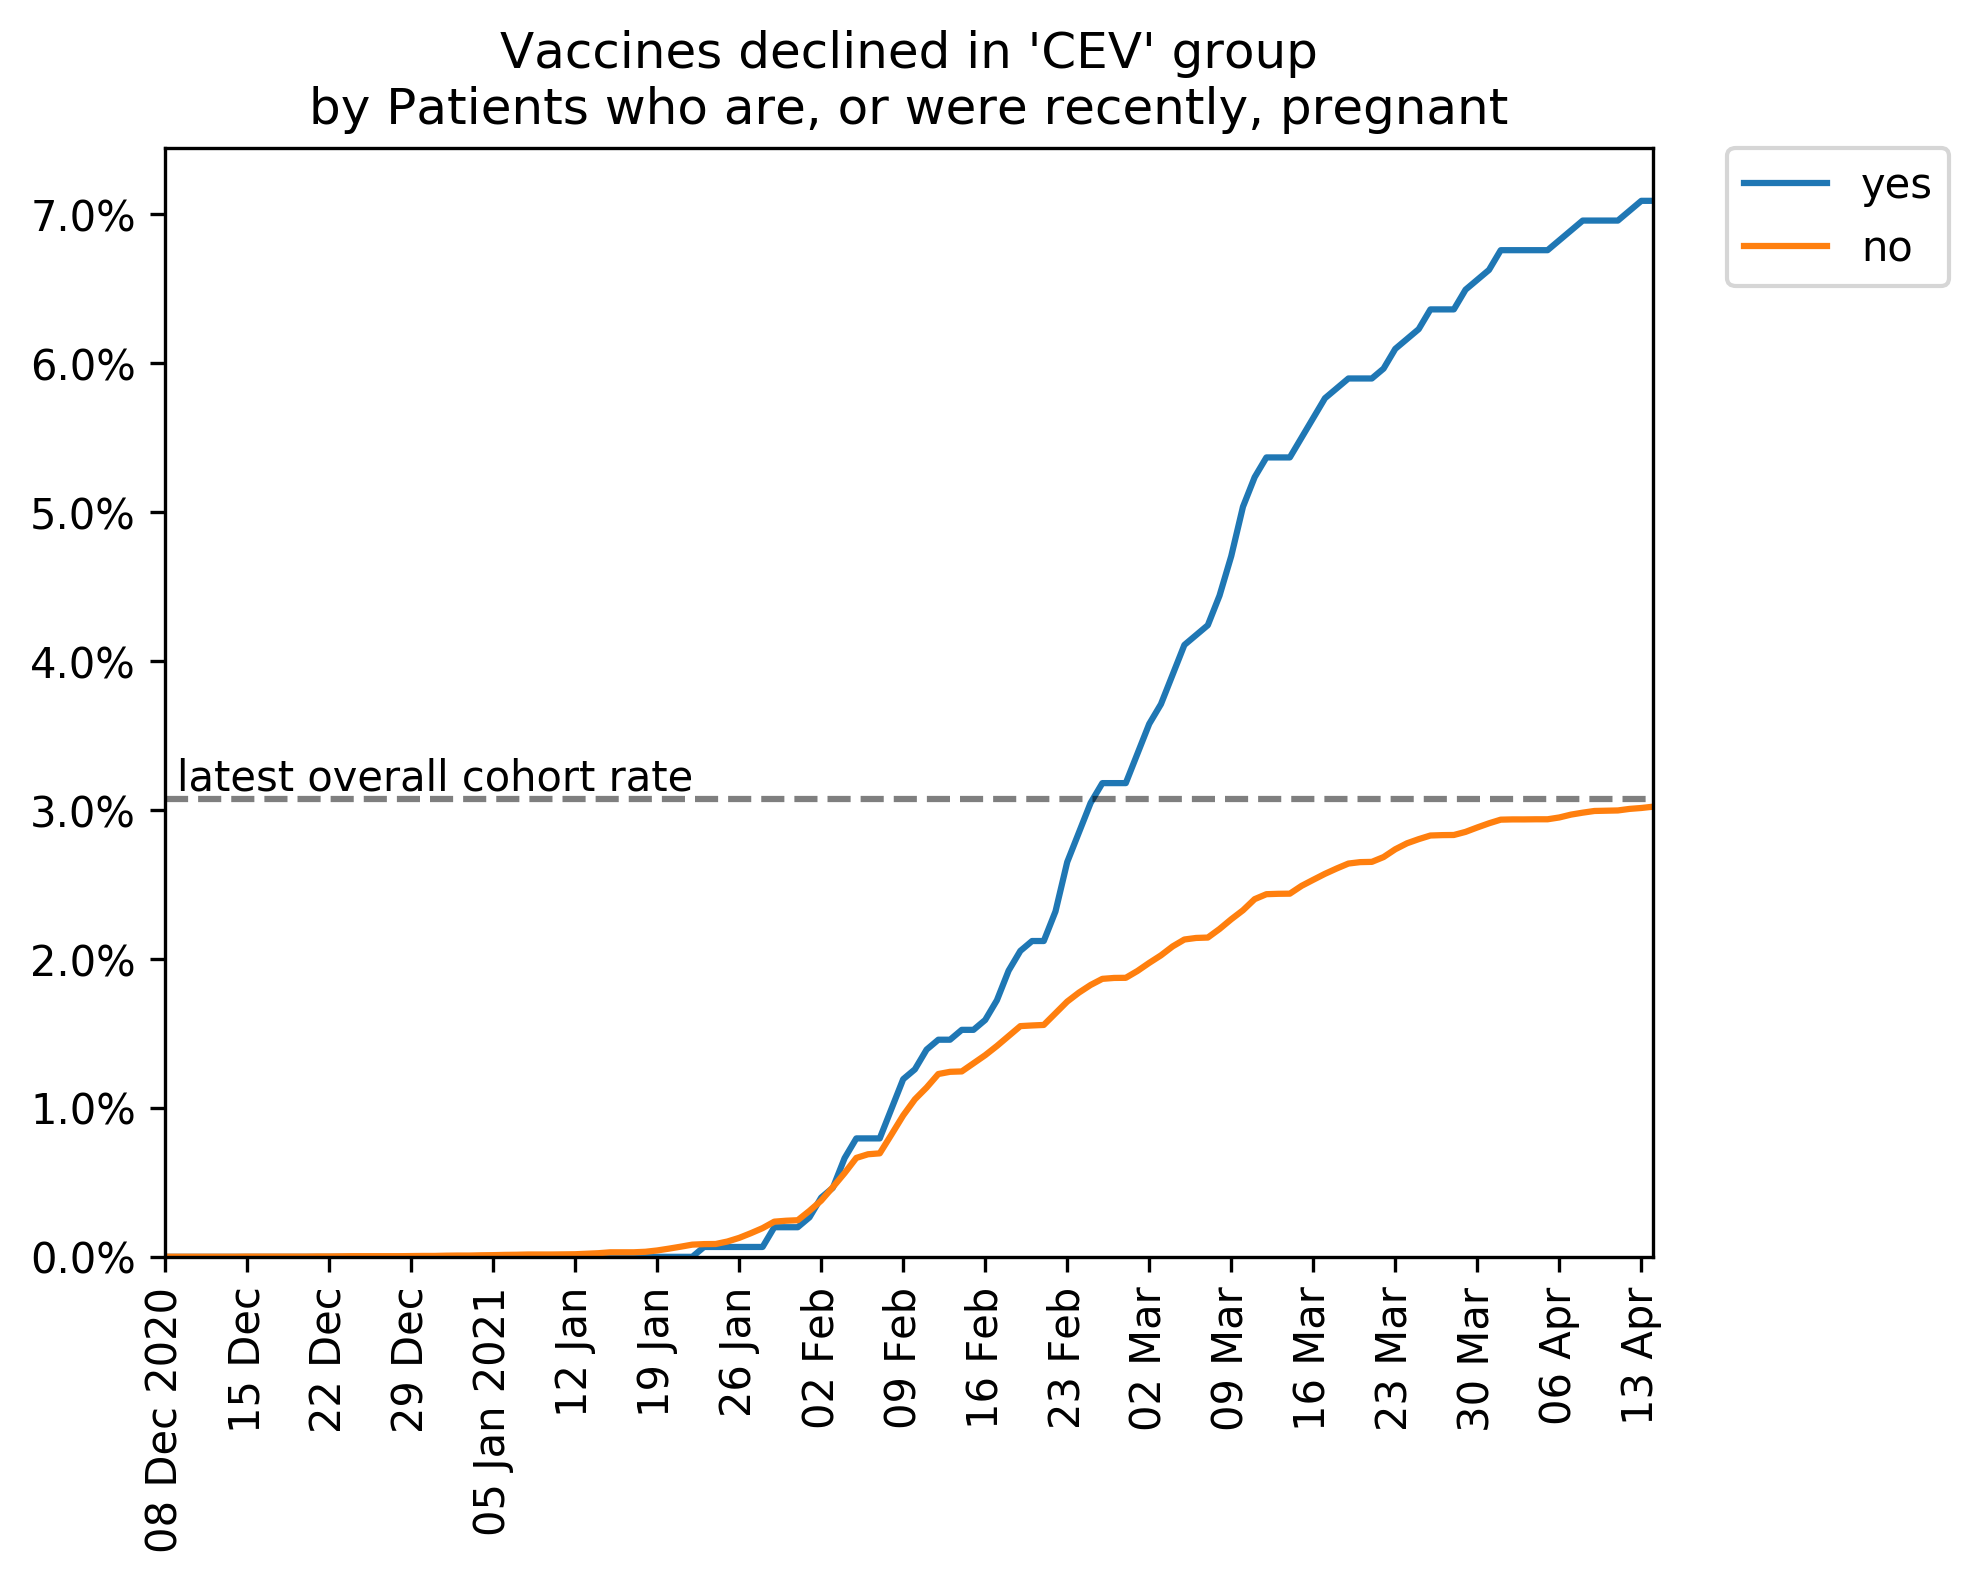 Vaccines declined in 'CEV' group
by Patients who are, or were recently, pregnant
yes
no
7.0%
6.0%
5.0%
4.0%
latest overall cohort rate
3.0%
2.0%
1.0%
0.0%
08 Dec 2020
15 Dec
22 Dec
29 Dec
05 Jan 2021
12 Jan
19 Jan
26 Jan
02 Feb
09 Feb
16 Feb
23 Feb
02 Mar
09 Mar
16 Mar
23 Mar
30 Mar
06 Apr
13 Apr